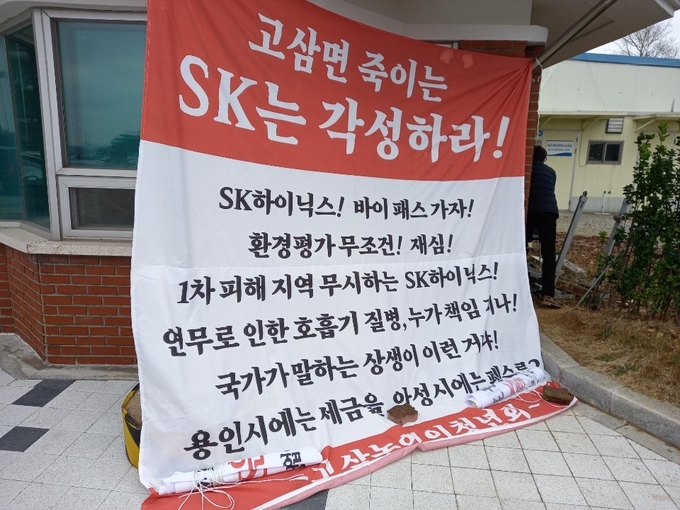 고삼면 죽이는
SK는 각성하라!
SK하이닉스! 바이 패스 가자!
환경평가 무조건! 재심!
1차 피해 지역 무시하는 SK하이닉스!
연무로 인한 호흡기 질병, 누가 책임 지나!
국가가 말하는 상생이 이런 거냐!
용인시에는 세금을 안성시에는 폐수를?